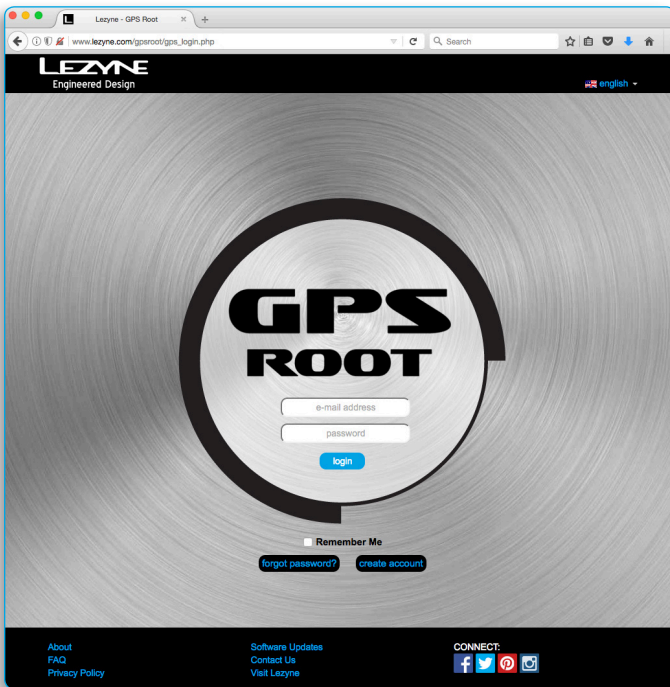 Lezyne - GPS Root
www.lezyne.com/gpsroot/gps_login.php
Search
LEZYNE
Engineered Design
english
GPS
ROOT
e-mail address
password
login
Remember Me
forgot password? create account
About Software Updates CONNECT:
FAQ Contact Us
Privacy Policy Visit Lezyne